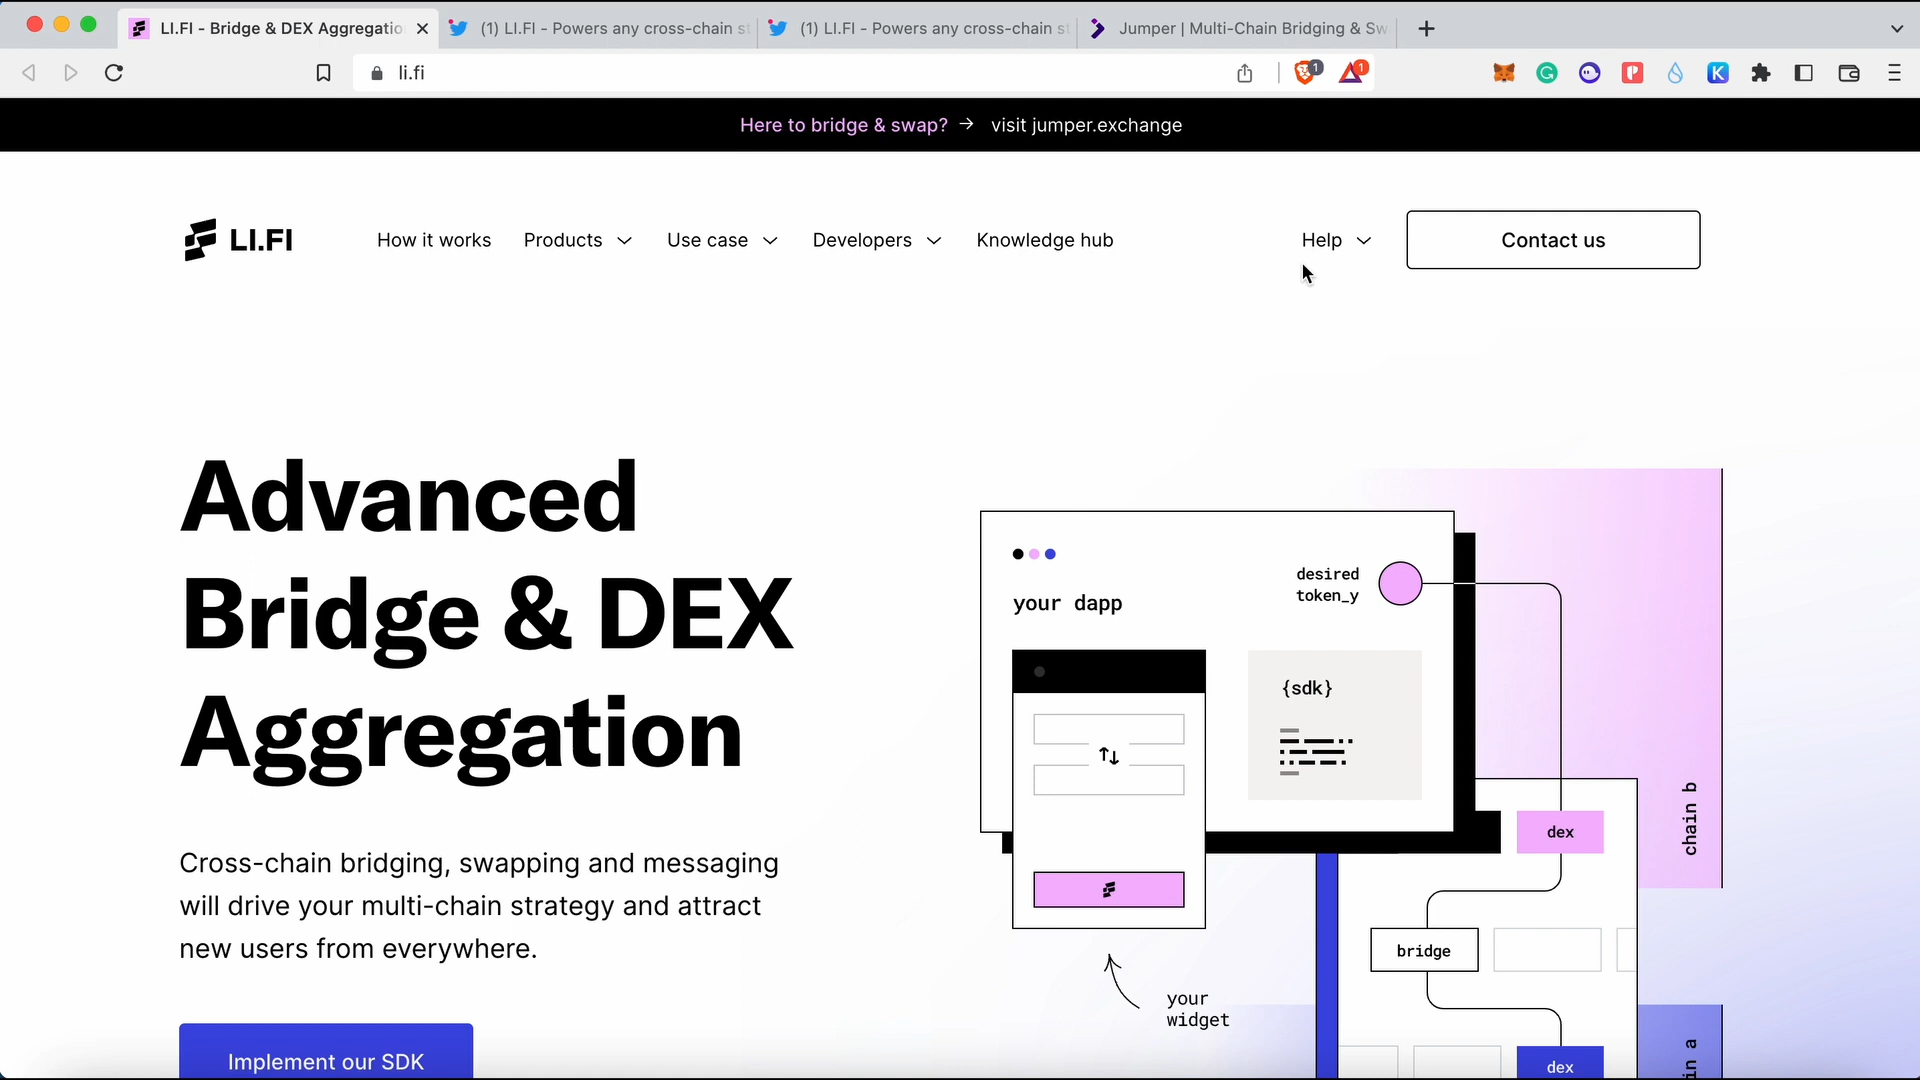 LI.FI - Bridge & DEX Aggregatio
(1) LI.FI - Powers any cross-chain st
(1) LI.FI - Powers any cross-chain st
Jumper | Multi-Chain Bridging & Sw
li.fi
1
1
Here to bridge & swap? → visit jumper.exchange
LI.FI
How it works
Products
Use case
Developers
Knowledge hub
Help
Contact us
Advanced
Bridge & DEX
Aggregation
Cross-chain bridging, swapping and messaging
will drive your multi-chain strategy and attract
new users from everywhere.
Implement our SDK
your dapp
desired
token_y
{sdk}
your
widget
dex
bridge
dex
chain b
in a